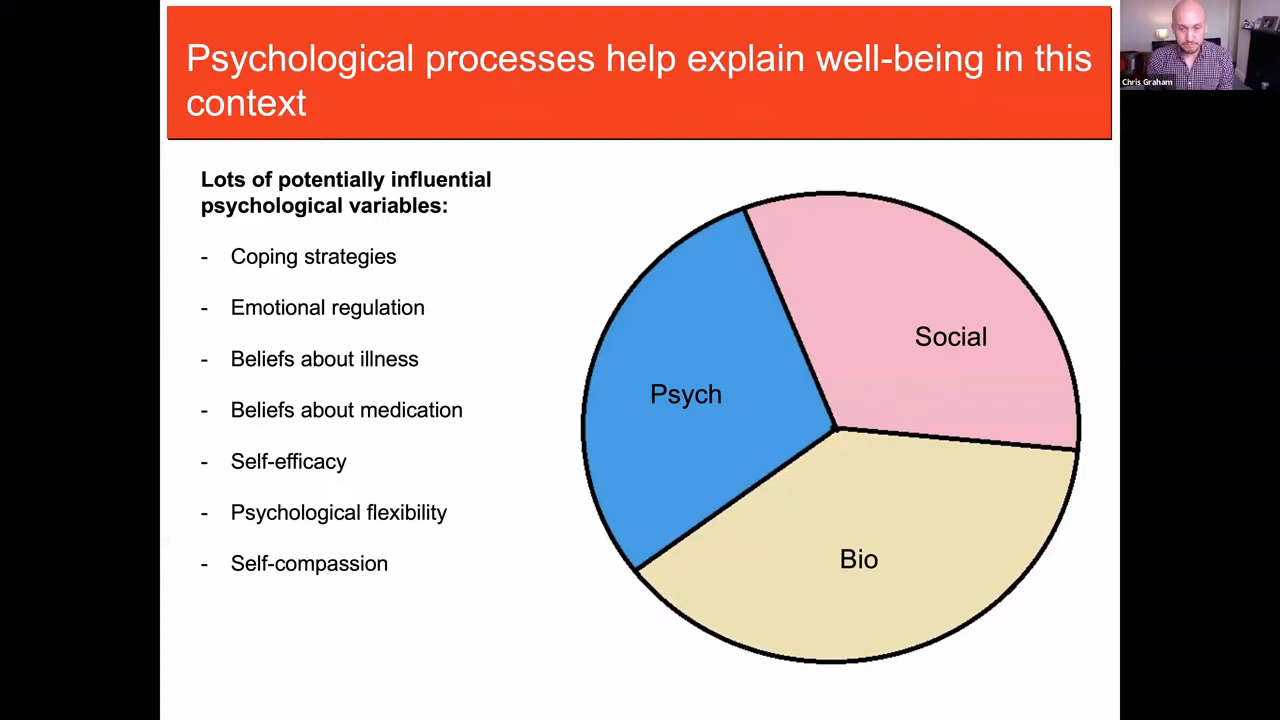 Psychological processes help explain well-being in this
context
Chris Graham
Lots of potentially influential
psychological variables:
- Coping strategies
- Emotional regulation
- Beliefs about illness
- Beliefs about medication
- Self-efficacy
- Psychological flexibility
- Self-compassion
Social
Psych
Bio